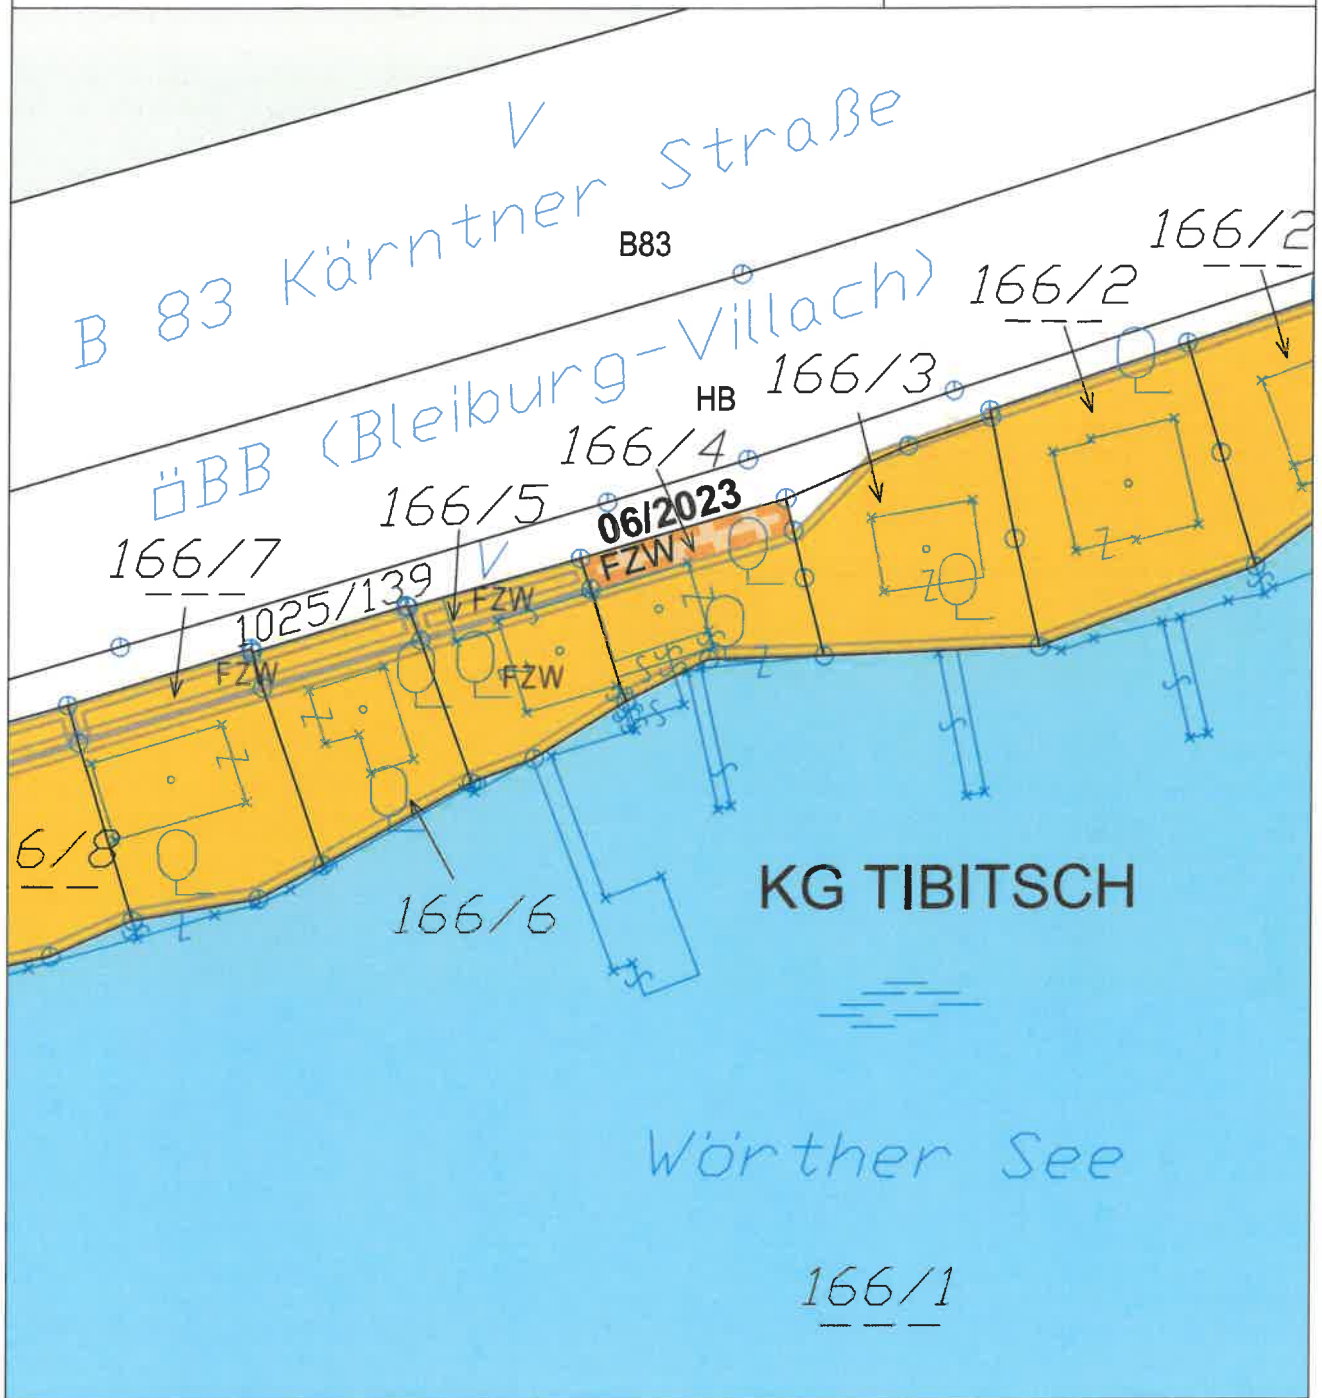 V
B 83 Kärntner Straße
B83
166/2
166/2
ÖBB (Bleiburg-Villach)
HB
166/3
166/4
166/5
06/2023
V
FZW
166/7
1025/139
FZW
FZW
FZW
6/8
166/6
KG TIBITSCH
Wörther See
166/1